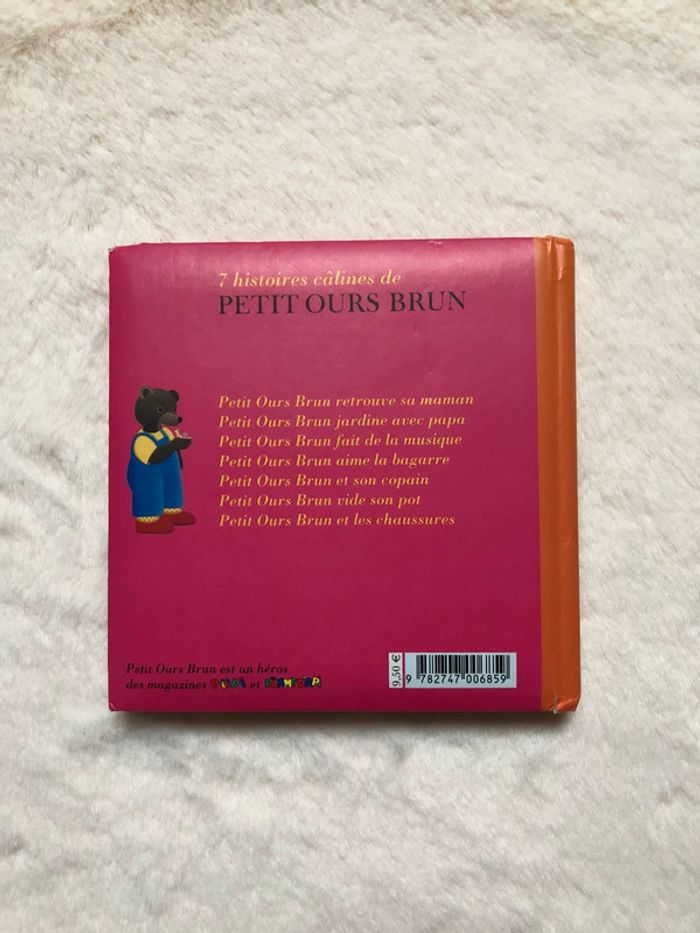 7 histoires câlines de
PETIT OURS BRUN
Petit Ours Brun retrouve sa maman
Petit Ours Brun jardine avec papa
Petit Ours Brun fait de la musique
Petit Ours Brun aime la bagarre
Petit Ours Brun et son copain
Petit Ours Brun vide son pot
Petit Ours Brun et les chaussures
Petit Ours Brun est un héros
des magazines et
9,50 €
9 782747 006859